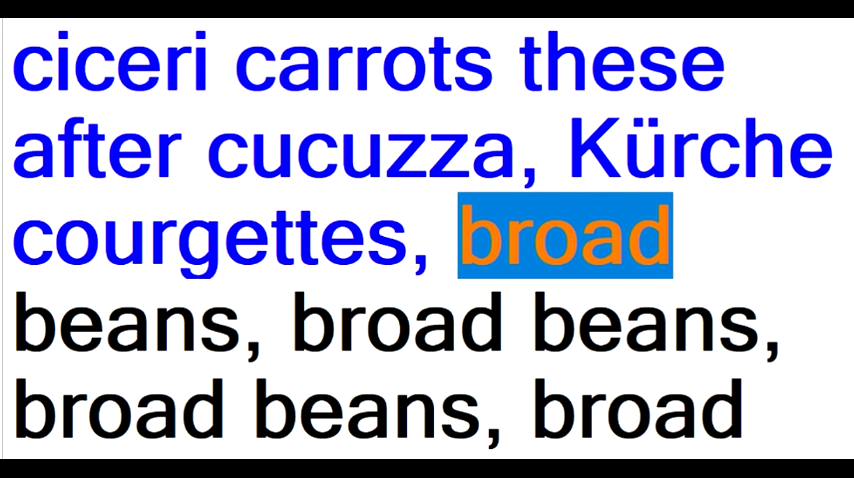 ciceri carrots these
after cucuzza, Kürche
courgettes, broad
beans, broad beans,
broad beans, broad